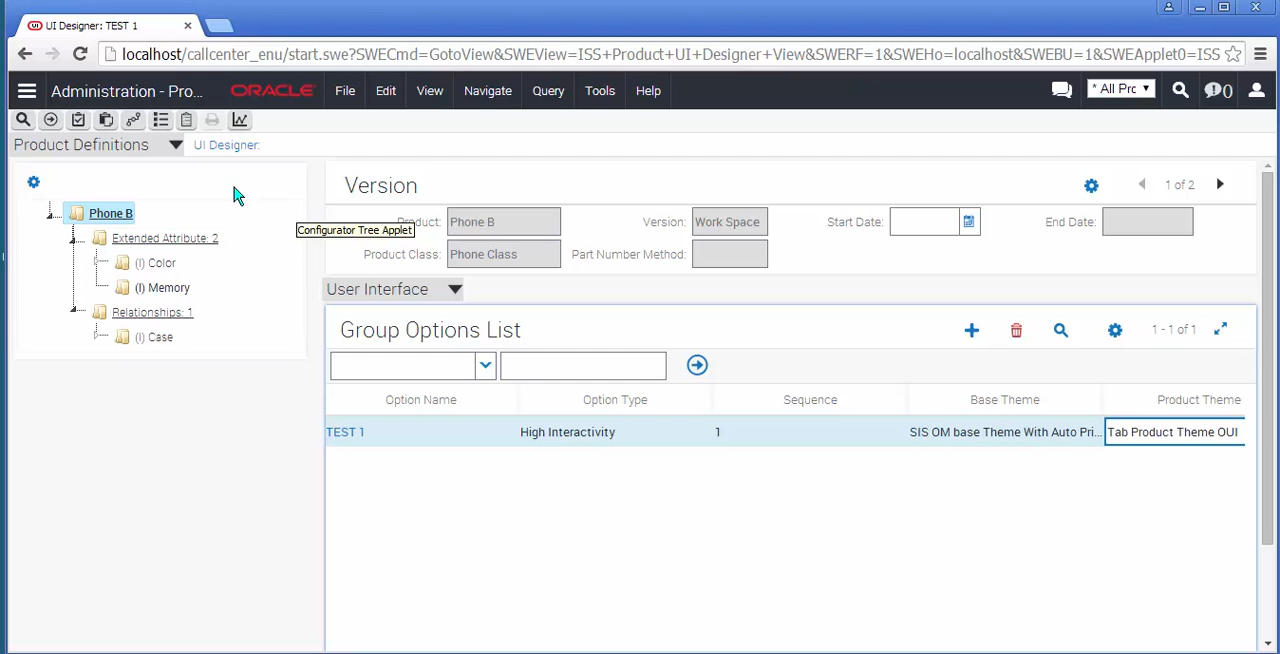 UI Designer: TEST 1
localhost/callcenter_enu/start.swe?SWECmd=GotoView&SWEView=ISS+Product+UI+Designer+View&SWERF=1&SWEHo=localhost&SWEBU=1&SWEApplet0=ISS
Administration - Pro... ORACLE File Edit View Navigate Query Tools Help * All Prc 0
Product Definitions UI Designer:
Version 1 of 2
Phone B
Configurator Tree Applet
Product: Phone B Version: Work Space Start Date: End Date:
Extended Attribute: 2
Product Class: Phone Class Part Number Method:
(I) Color
(I) Memory
User Interface
Relationships: 1
(I) Case
Group Options List 1 - 1 of 1
Option Name Option Type Sequence Base Theme Product Theme
TEST 1 High Interactivity 1 SIS OM base Theme With Auto Pri... Tab Product Theme OUI